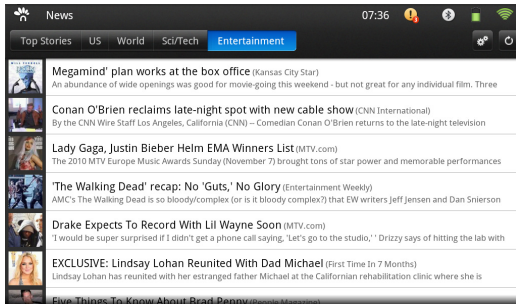 News
07:36
Top Stories US World Sci/Tech Entertainment
Megamind' plan works at the box office (Kansas City Star)
An abundance of wide openings was good for movie-going this weekend - but not great for any individual film. Three
Conan O'Brien reclaims late-night spot with new cable show (CNN International)
By the CNN Wire Staff Los Angeles, California (CNN) -- Comedian Conan O'Brien returns to the late-night television
Lady Gaga, Justin Bieber Helm EMA Winners List (MTV.com)
The 2010 MTV Europe Music Awards Sunday (November 7) brought tons of star power and memorable performances
'The Walking Dead' recap: No 'Guts,' No Glory (Entertainment Weekly)
AMC's The Walking Dead is so bloody/complex (or is it bloody complex?) that EW writers Jeff Jensen and Dan Snierson
Drake Expects To Record With Lil Wayne Soon (MTV.com)
'I would be super surprised if I didn't get a phone call saying, 'Let's go to the studio,' ' Drizzy says of hitting the lab with
EXCLUSIVE: Lindsay Lohan Reunited With Dad Michael (First Time In 7 Months)
Lindsay Lohan has reunited with her estranged father Michael at the Californian rehabilitation clinic where she is
Five Things To Know About Brad Penny (People Magazine)